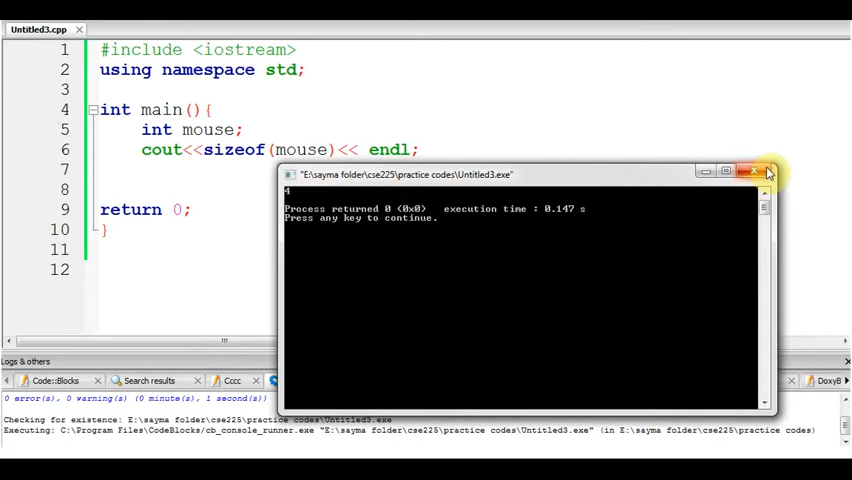 Untitled3.cpp
1 #include <iostream>
2 using namespace std;
3
4 int main(){
5 int mouse;
6 cout<<sizeof(mouse)<< endl;
7
8
9 return 0;
10 }
11
12
"E:\sayma folder\cse225\practice codes\Untitled3.exe"
4
Process returned 0 (0x0) execution time : 0.147 s
Press any key to continue.
Logs & others
Code::Blocks Search results Cccc DoxyB
0 error(s), 0 warning(s) (0 minute(s), 1 second(s))
Checking for existence: E:\sayma folder\cse225\practice codes\Untitled3.exe
Executing: C:\Program Files\CodeBlocks/cb_console_runner.exe "E:\sayma folder\cse225\practice codes\Untitled3.exe" (in E:\sayma folder\cse225\practice codes)